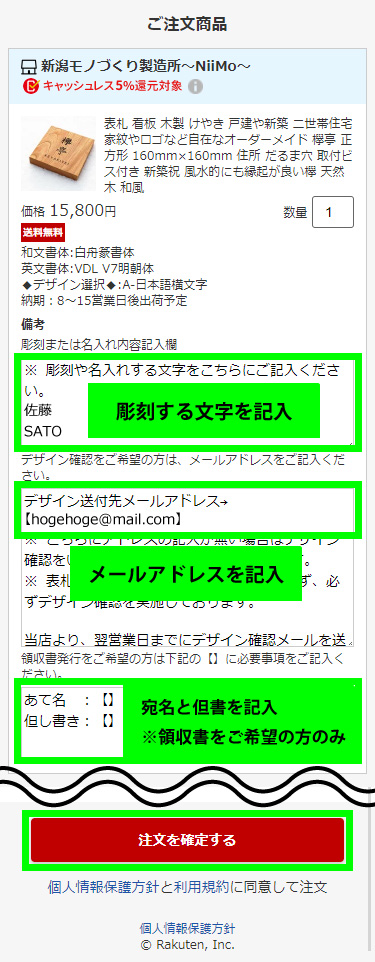 ご注文商品
新潟モノづくり製造所～NiiMo～
キャッシュレス5%還元対象
表札 看板 木製 けやき 戸建や新築 二世帯住宅
家紋やロゴなど自在なオーダーメイド 欅亭 正
方形 160mm×160mm 住所 だるま穴 取付ビ
ス付き 新築祝 風水的にも縁起が良い欅 天然
木 和風
欅亭
価格 15,800円
数量 1
送料無料
和文書体:白舟篆書体
英文書体:VDL V7明朝体
◆デザイン選択◆:A-日本語横文字
納期：8～15営業日後出荷予定
備考
彫刻または名入れ内容記入欄
※ 彫刻や名入れする文字をこちらにご記入くださ
い。
佐藤
SATO
彫刻する文字を記入
デザイン確認をご希望の方は、メールアドレスをご記入くだ
さい。
デザイン送付先メールアドレス→
【hogehoge@mail.com】
※ こちらにアドレスの記入が無い場合はデザイン
確認を
メールアドレスを記入
※ 表札
ず、必
ずデザイン確認を実施しております。
当店より、翌営業日までにデザイン確認メールを送
領収書発行をご希望の方は下記の【】に必要事項をご記入く
ださい。
あて名　：【】
但し書き：【】
宛名と但書を記入
※領収書をご希望の方のみ
注文を確定する
個人情報保護方針と利用規約に同意して注文
個人情報保護方針
© Rakuten, Inc.